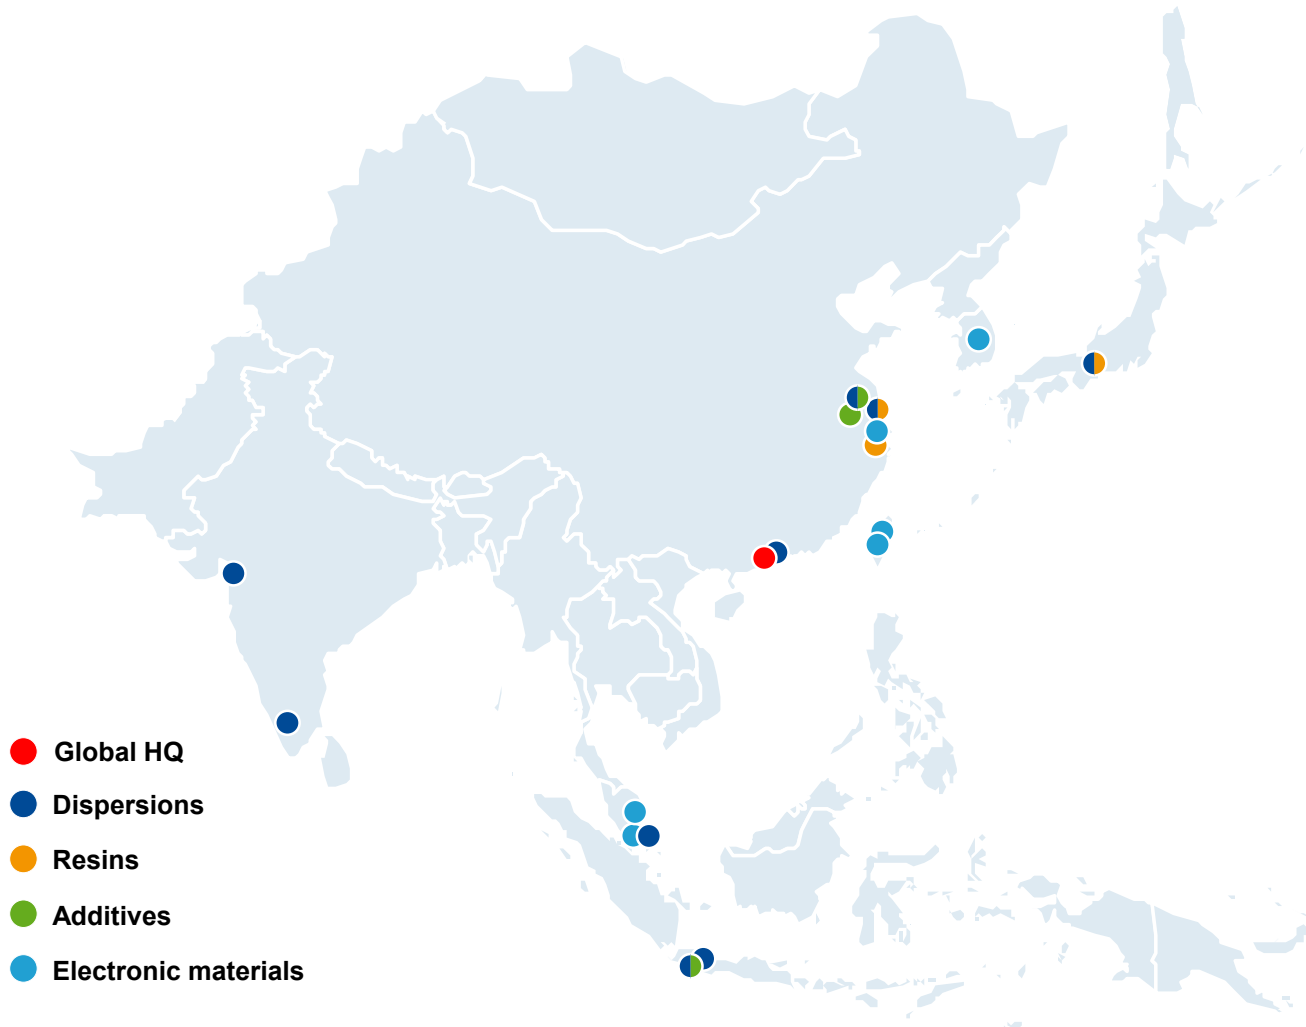 Global HQ
Dispersions
Resins
Additives
Electronic materials